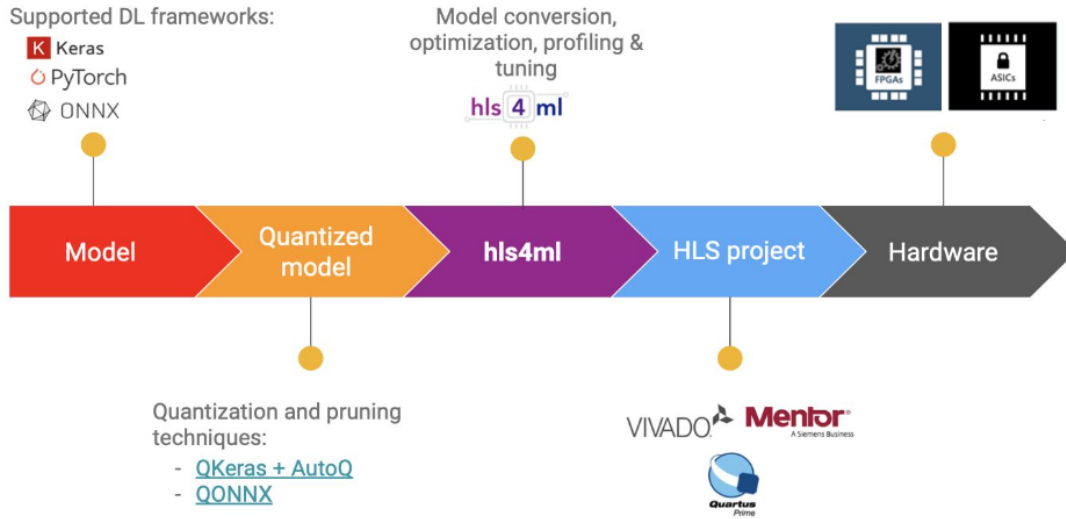 Supported DL frameworks:
K Keras
PyTorch
ONNX
Model conversion,
optimization, profiling &
tuning
hls 4 ml
FPGAs
ASICs
Model
Quantized
model
hls4ml
HLS project
Hardware
Quantization and pruning
techniques:
- QKeras + AutoQ
- QONNX
VIVADO.
Mentor®
A Siemens Business
Quartus
Prime